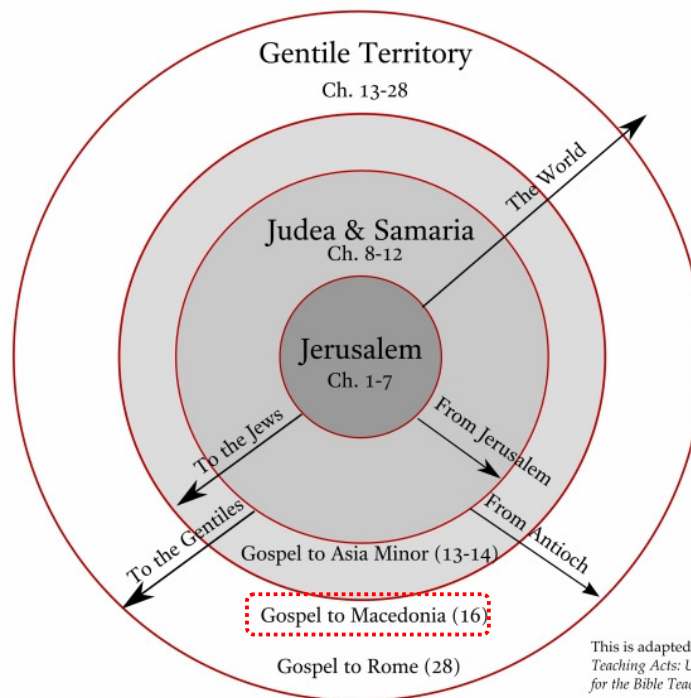 Gentile Territory
Ch. 13-28
The World
Judea & Samaria
Ch. 8-12
Jerusalem
Ch. 1-7
To the Jews
From Jerusalem
To the Gentiles
From Antioch
Gospel to Asia Minor (13-14)
Gospel to Macedonia (16)
Gospel to Rome (28)
This is adapted
Teaching Acts: U
for the Bible Teac